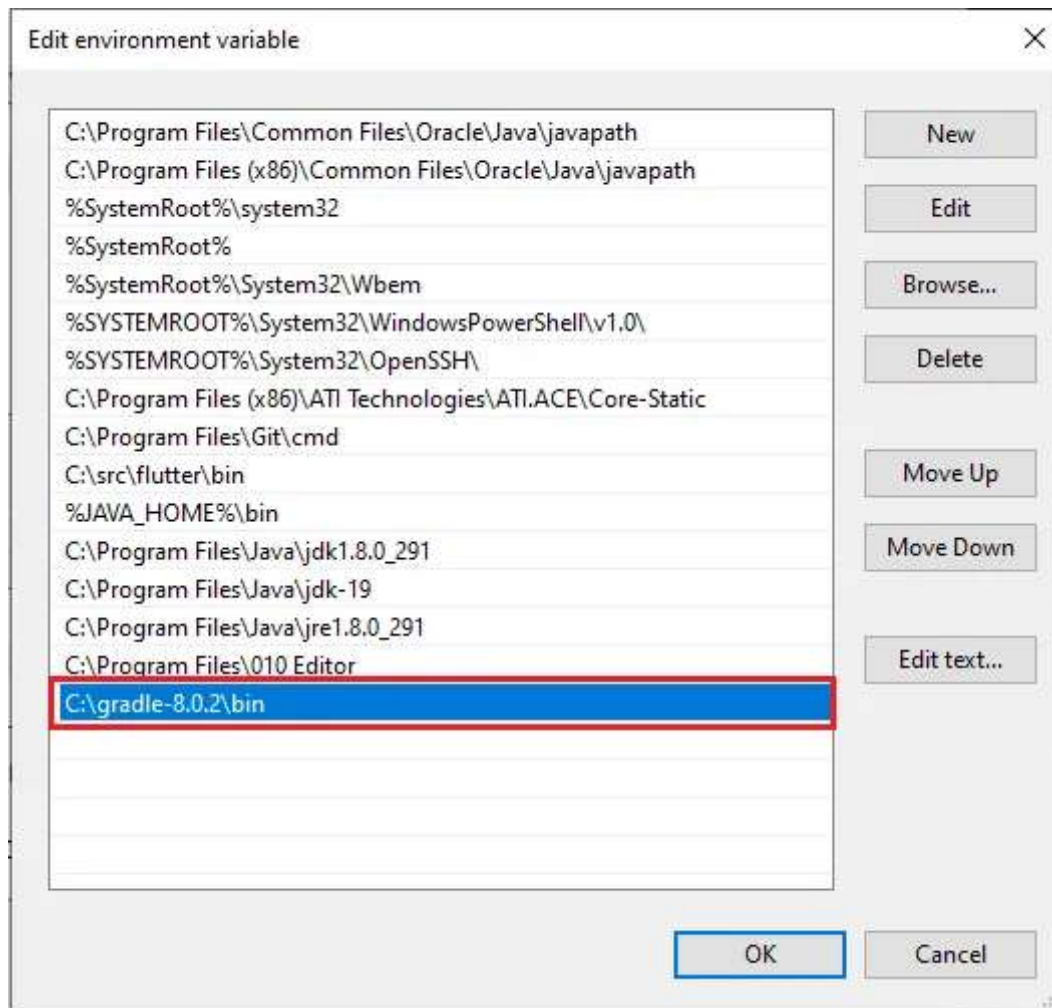 Edit environment variable
C:\Program Files\Common Files\Oracle\Java\javapath
C:\Program Files (x86)\Common Files\Oracle\Java\javapath
%SystemRoot%\system32
%SystemRoot%
%SystemRoot%\System32\Wbem
%SYSTEMROOT%\System32\WindowsPowerShell\v1.0\
%SYSTEMROOT%\System32\OpenSSH\
C:\Program Files (x86)\ATI Technologies\ATI.ACE\Core-Static
C:\Program Files\Git\cmd
C:\src\flutter\bin
%JAVA_HOME%\bin
C:\Program Files\Java\jdk1.8.0_291
C:\Program Files\Java\jdk-19
C:\Program Files\Java\jre1.8.0_291
C:\Program Files\010 Editor
C:\gradle-8.0.2\bin
New
Edit
Browse...
Delete
Move Up
Move Down
Edit text...
OK
Cancel